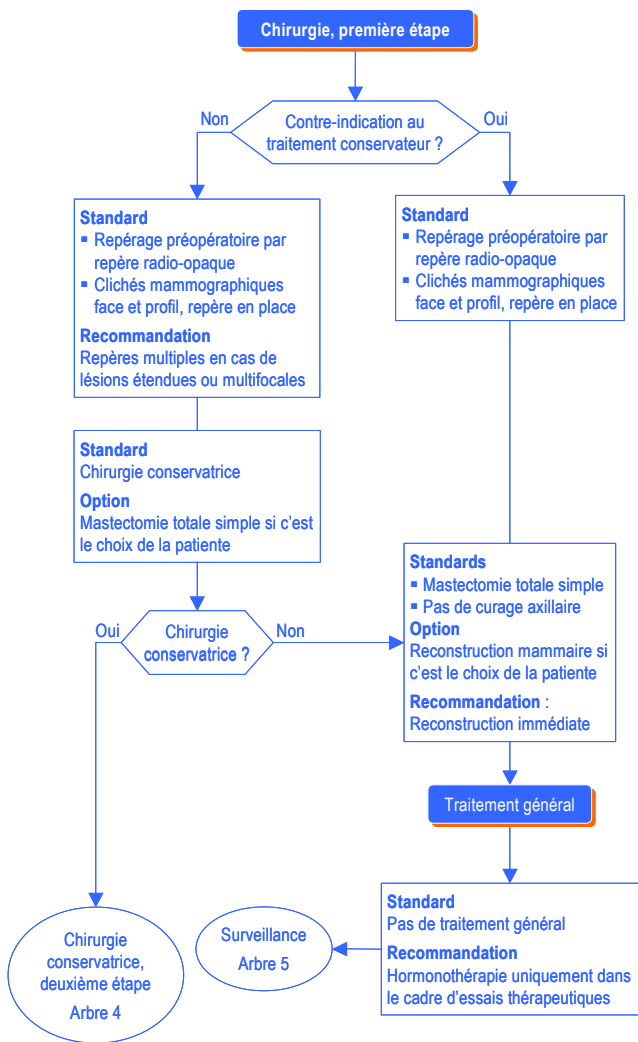 Chirurgie, première étape
Contre-indication au
traitement conservateur ?
Non
Oui
Standard
▪ Repérage préopératoire par
repère radio-opaque
▪ Clichés mammographiques
face et profil, repère en place
Recommandation
Repères multiples en cas de
lésions étendues ou multifocales
Standard
▪ Repérage préopératoire par
repère radio-opaque
▪ Clichés mammographiques
face et profil, repère en place
Standard
Chirurgie conservatrice
Option
Mastectomie totale simple si c’est
le choix de la patiente
Chirurgie
conservatrice ?
Oui
Non
Standards
▪ Mastectomie totale simple
▪ Pas de curage axillaire
Option
Reconstruction mammaire si
c’est le choix de la patiente
Recommandation :
Reconstruction immédiate
Traitement général
Standard
Pas de traitement général
Recommandation
Hormonothérapie uniquement dans
le cadre d’essais thérapeutiques
Surveillance
Arbre 5
Chirurgie
conservatrice,
deuxième étape
Arbre 4